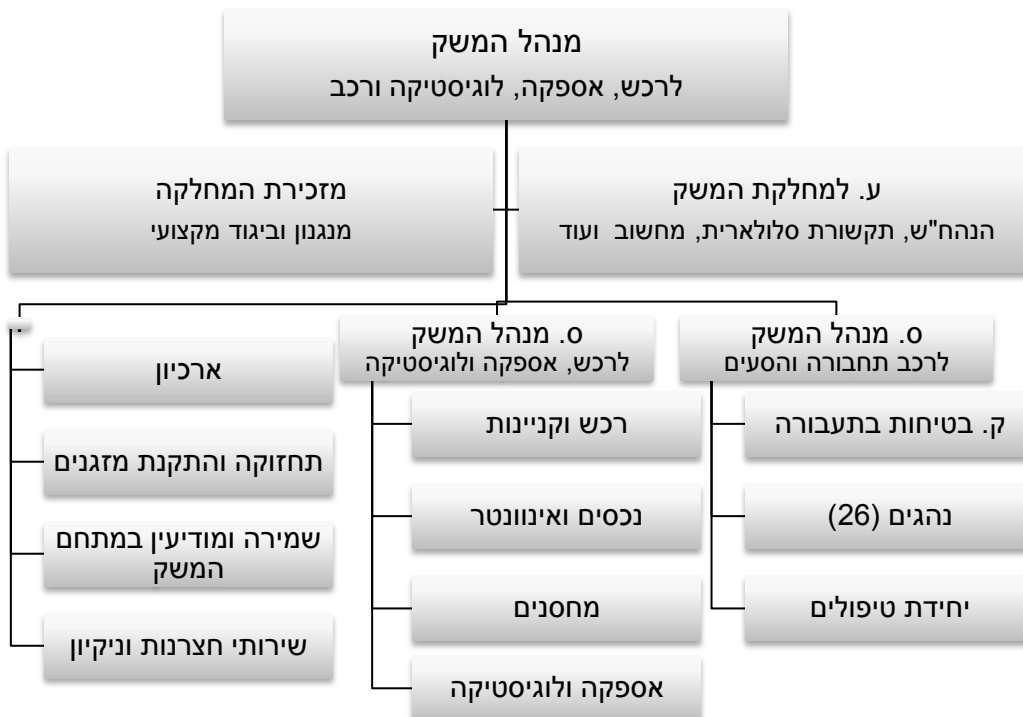 מנהל המשק
לרכש, אספקה, לוגיסטיקה ורכב
ע. למחלקת המשק
הנהח"ש, תקשורת סלולארית, מחשוב ועוד
מזכירת המחלקה
מנגנון וביגוד מקצועי
ס. מנהל המשק
לרכב תחבורה והסעים
ק. בטיחות בתעבורה
נהגים (26)
יחידת טיפולים
ס. מנהל המשק
לרכש, אספקה ולוגיסטיקה
רכש וקניינות
נכסים ואינוונטר
מחסנים
אספקה ולוגיסטיקה
.
ארכיון
תחזוקה והתקנת מזגנים
שמירה ומודיעין במתחם
המשק
שירותי חצרנות וניקיון